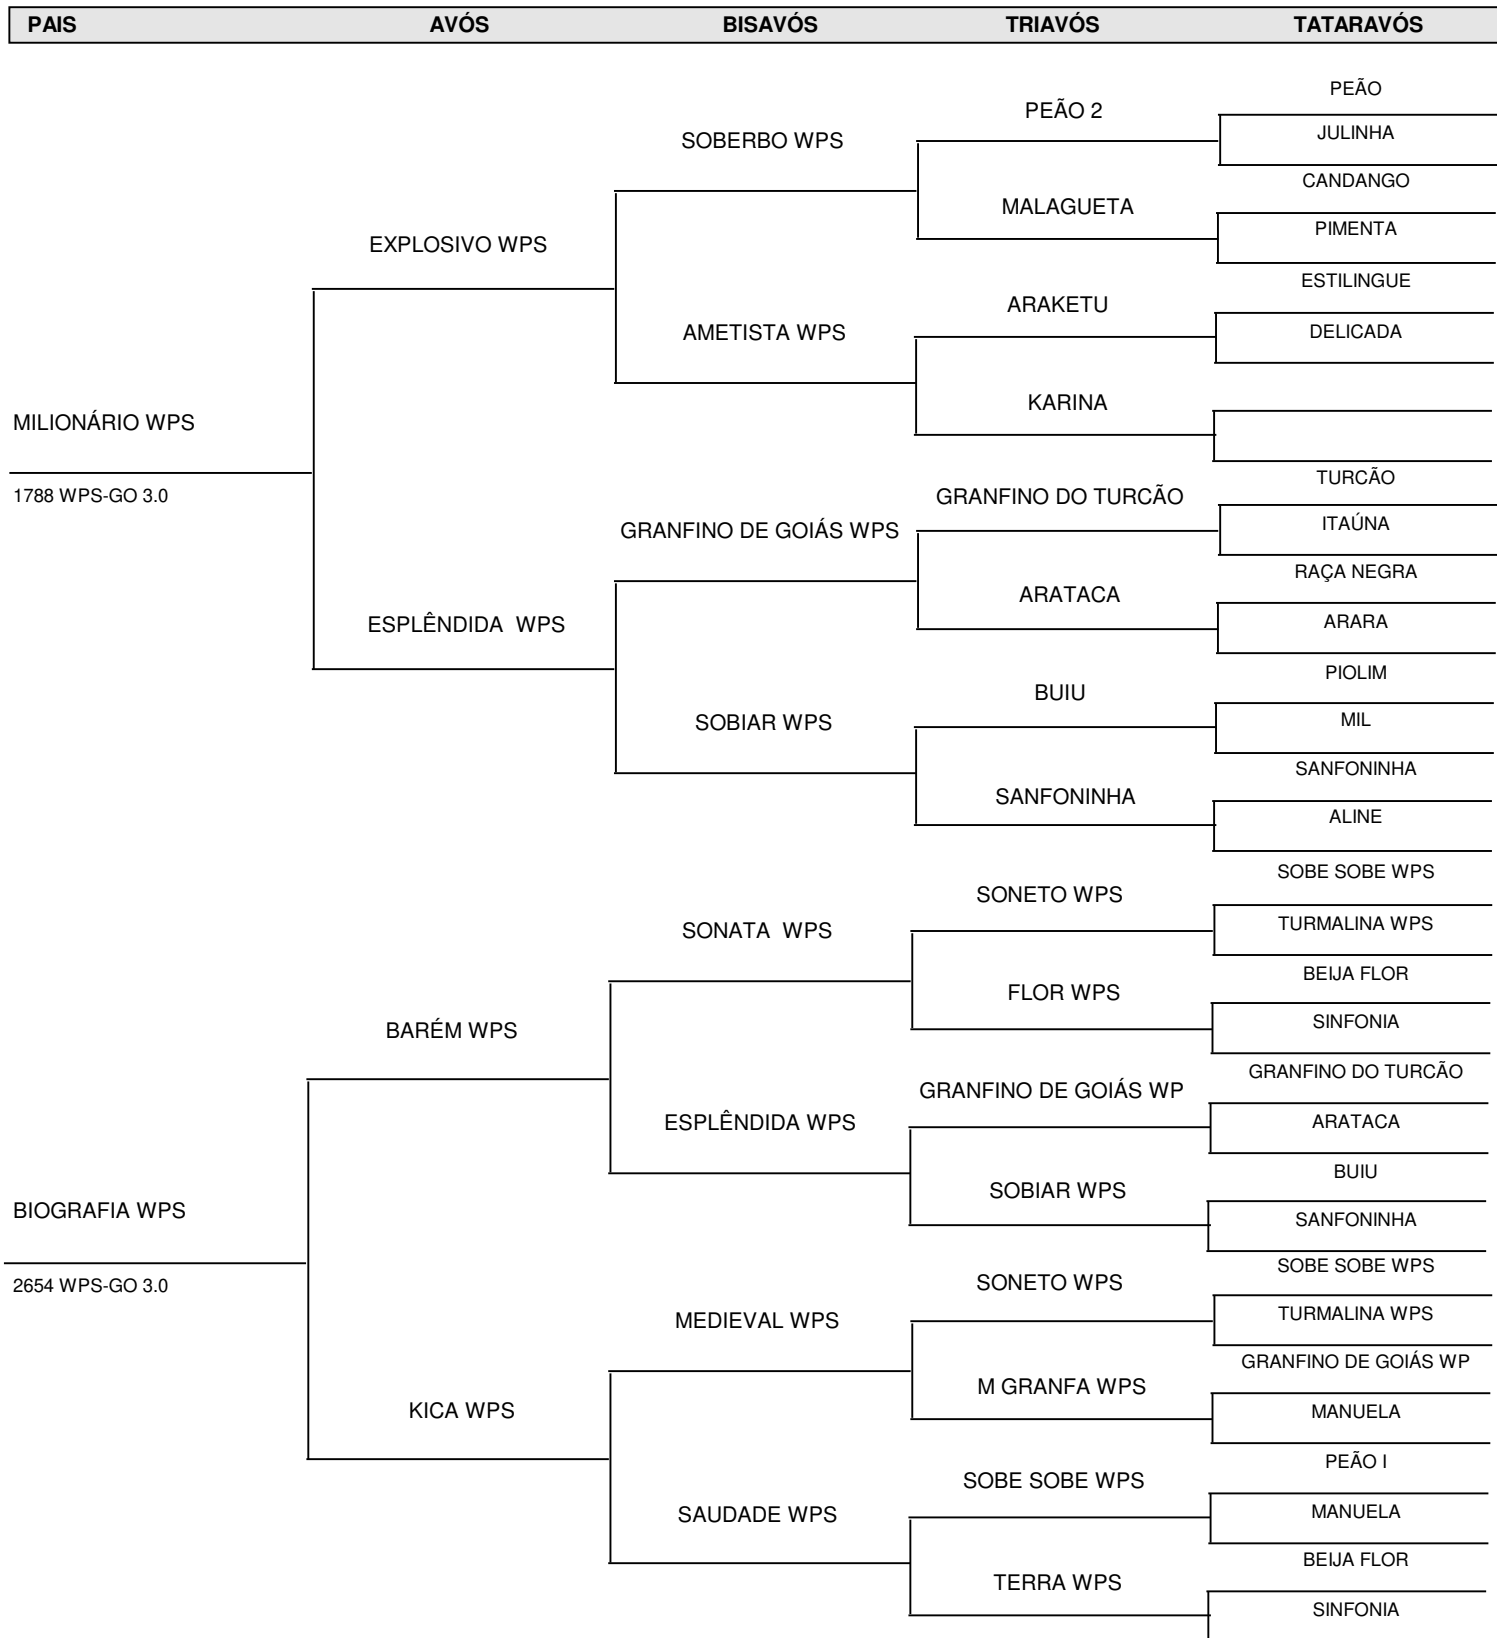 PAIS AVÓS BISAVÓS TRIAVÓS TATARAVÓS
PEÃO
PEÃO 2
JULINHA
SOBERBO WPS
CANDANGO
MALAGUETA
PIMENTA
EXPLOSIVO WPS
ESTILINGUE
ARAKETU
DELICADA
AMETISTA WPS
KARINA
MILIONÁRIO WPS
TURCÃO
1788 WPS-GO 3.0
GRANFINO DO TURCÃO
ITAÚNA
GRANFINO DE GOIÁS WPS
RAÇA NEGRA
ARATACA
ARARA
ESPLÊNDIDA WPS
PIOLIM
BUIU
MIL
SOBIAR WPS
SANFONINHA
SANFONINHA
ALINE
SOBE SOBE WPS
SONETO WPS
TURMALINA WPS
SONATA WPS
BEIJA FLOR
FLOR WPS
SINFONIA
BARÉM WPS
GRANFINO DO TURCÃO
GRANFINO DE GOIÁS WP
ARATACA
ESPLÊNDIDA WPS
BUIU
SOBIAR WPS
SANFONINHA
BIOGRAFIA WPS
SOBE SOBE WPS
2654 WPS-GO 3.0
SONETO WPS
TURMALINA WPS
MEDIEVAL WPS
GRANFINO DE GOIÁS WP
M GRANFA WPS
MANUELA
KICA WPS
PEÃO I
SOBE SOBE WPS
MANUELA
SAUDADE WPS
BEIJA FLOR
TERRA WPS
SINFONIA